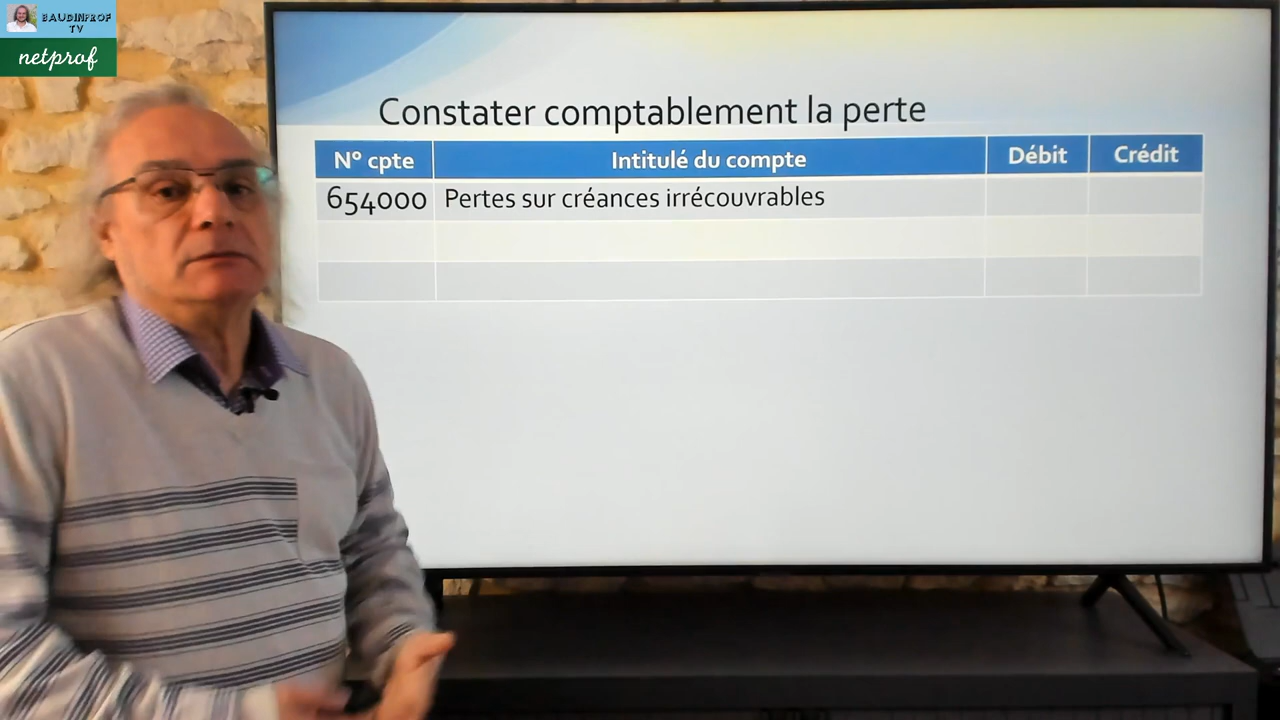 BAUDINPROF
TV
netprof
Constater comptablement la perte
N° cpte Intitulé du compte Débit Crédit
654000 Pertes sur créances irrécouvrables